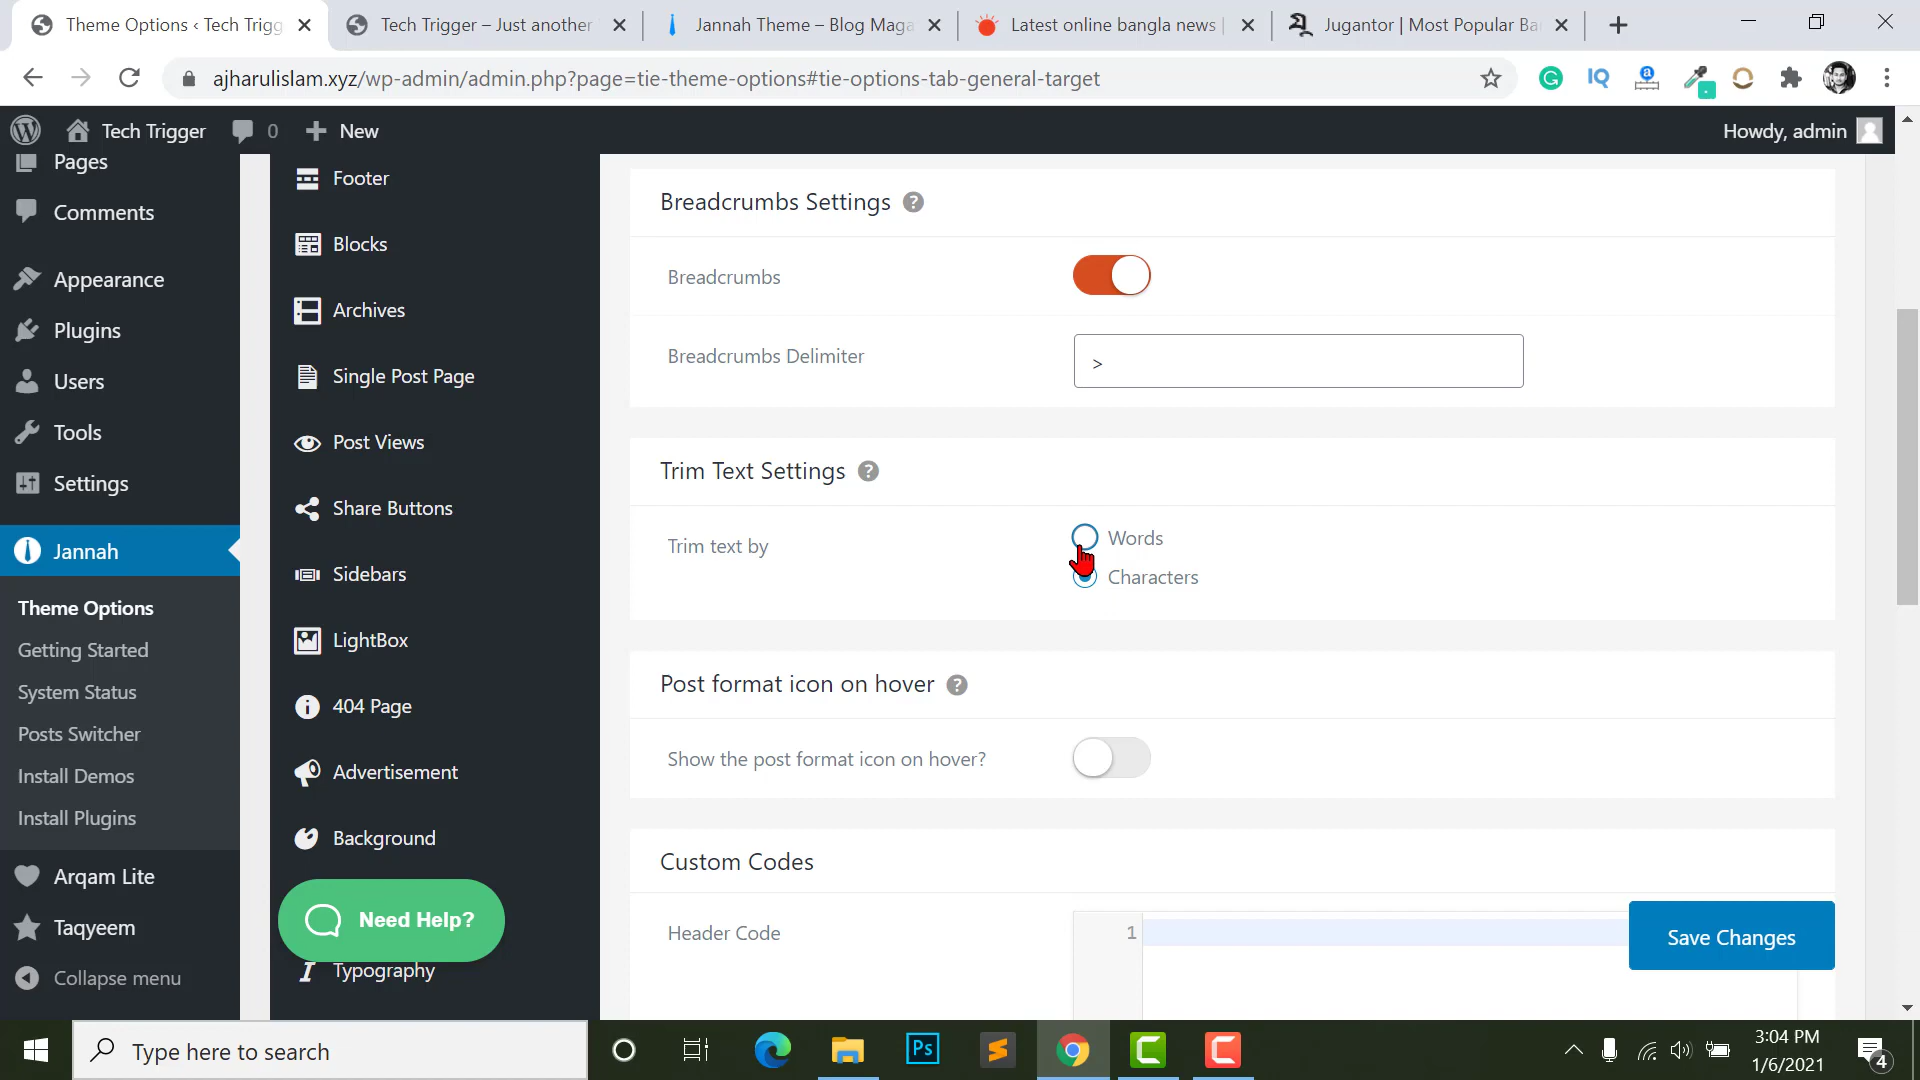 Theme Options ‹ Tech Trigg
Tech Trigger – Just another
Jannah Theme – Blog Maga
Latest online bangla news |
Jugantor | Most Popular Ba
ajharulislam.xyz/wp-admin/admin.php?page=tie-theme-options#tie-options-tab-general-target
IQ
Tech Trigger
0
New
Howdy, admin
Pages
Comments
Appearance
Plugins
Users
Tools
Settings
Jannah
Theme Options
Getting Started
System Status
Posts Switcher
Install Demos
Install Plugins
Arqam Lite
Taqyeem
Collapse menu
Footer
Blocks
Archives
Single Post Page
Post Views
Share Buttons
Sidebars
LightBox
404 Page
Advertisement
Background
Need Help?
Typography
Breadcrumbs Settings ?
Breadcrumbs
Breadcrumbs Delimiter
>
Trim Text Settings ?
Trim text by
Words
Characters
Post format icon on hover ?
Show the post format icon on hover?
Custom Codes
Header Code
1
Save Changes
Type here to search
Ps
3:04 PM
1/6/2021
4